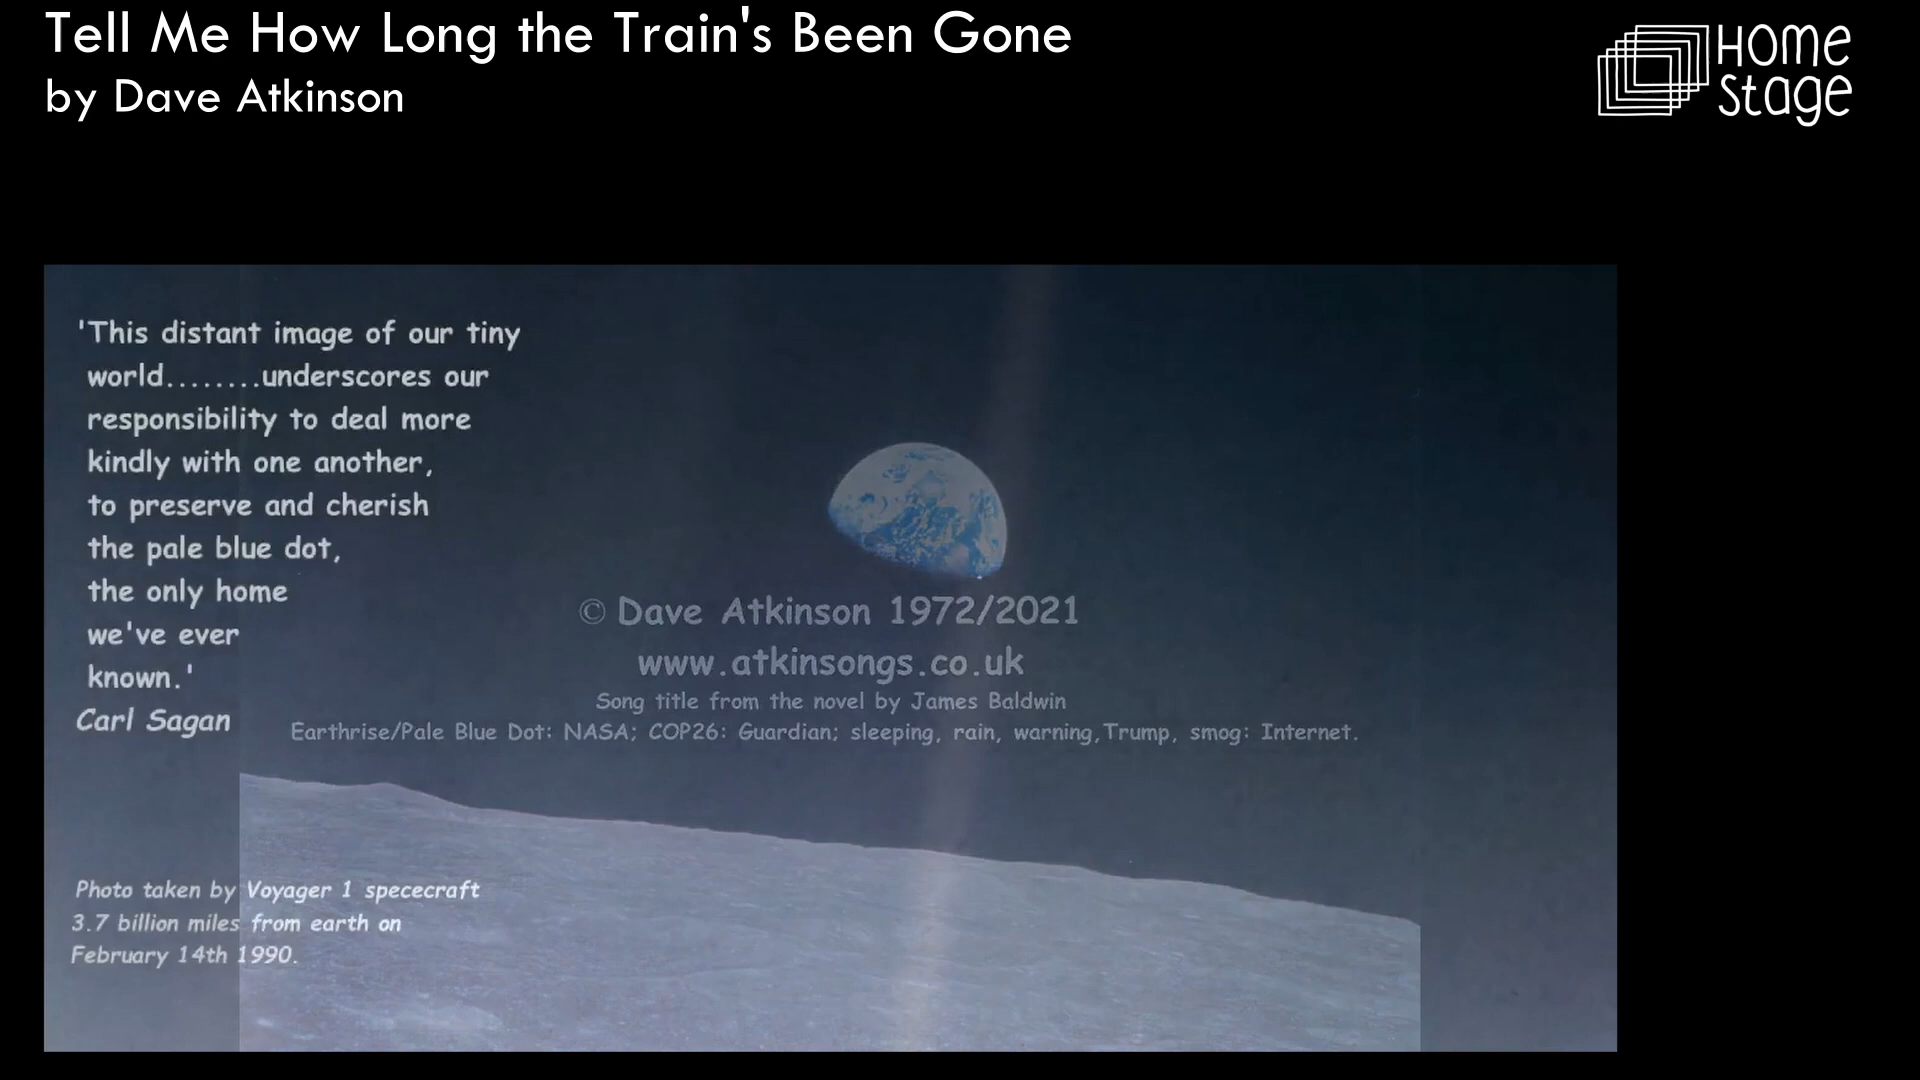 Tell Me How Long the Train's Been Gone
by Dave Atkinson
Home
Stage
'This distant image of our tiny
world........underscores our
responsibility to deal more
kindly with one another,
to preserve and cherish
the pale blue dot,
the only home
we've ever
known.'
Carl Sagan
© Dave Atkinson 1972/2021
www.atkinsongs.co.uk
Song title from the novel by James Baldwin
Earthrise/Pale Blue Dot: NASA; COP26: Guardian; sleeping, rain, warning,Trump, smog: Internet.
Photo taken by Voyager 1 spececraft
3.7 billion miles from earth on
February 14th 1990.